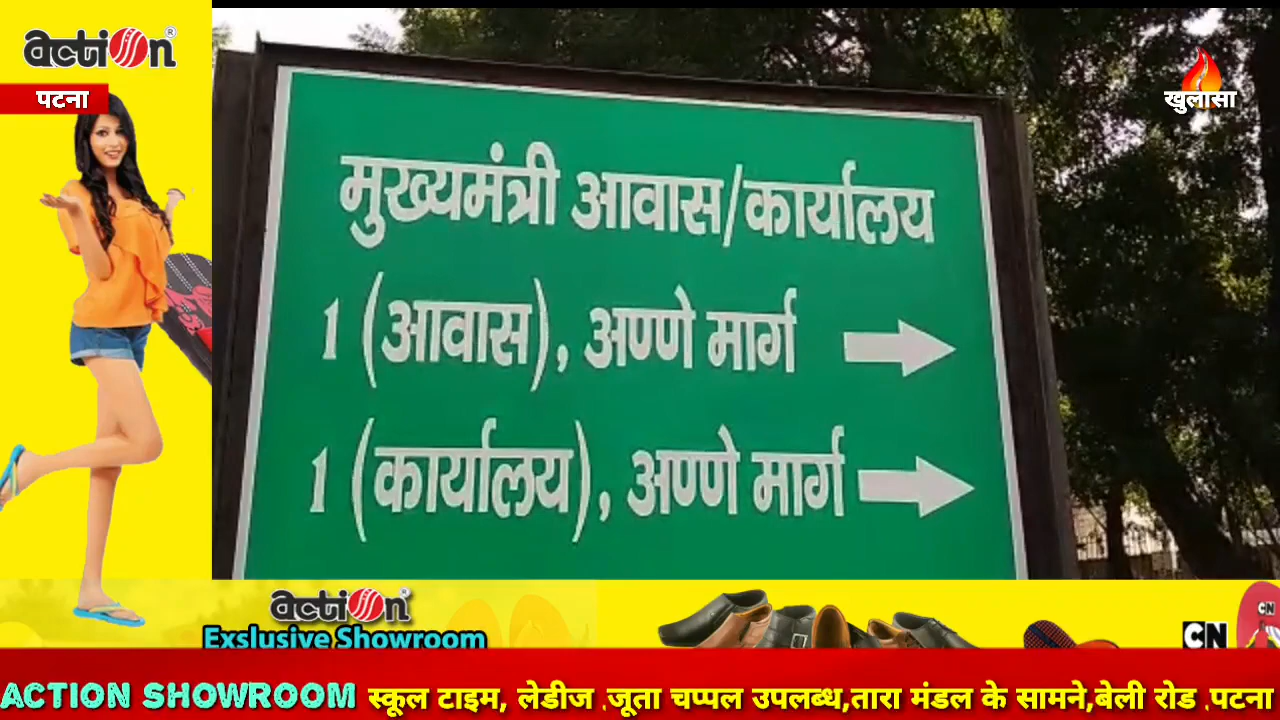 action®
पटना
खुलासा
मुख्यमंत्री आवास/कार्यालय
1 (आवास), अण्णे मार्ग
1 (कार्यालय), अण्णे मार्ग
action®
Exslusive Showroom
CN
CN
ACTION SHOWROOM स्कूल टाइम, लेडीज .जूता चप्पल उपलब्ध,तारा मंडल के सामने,बेली रोड .पटना